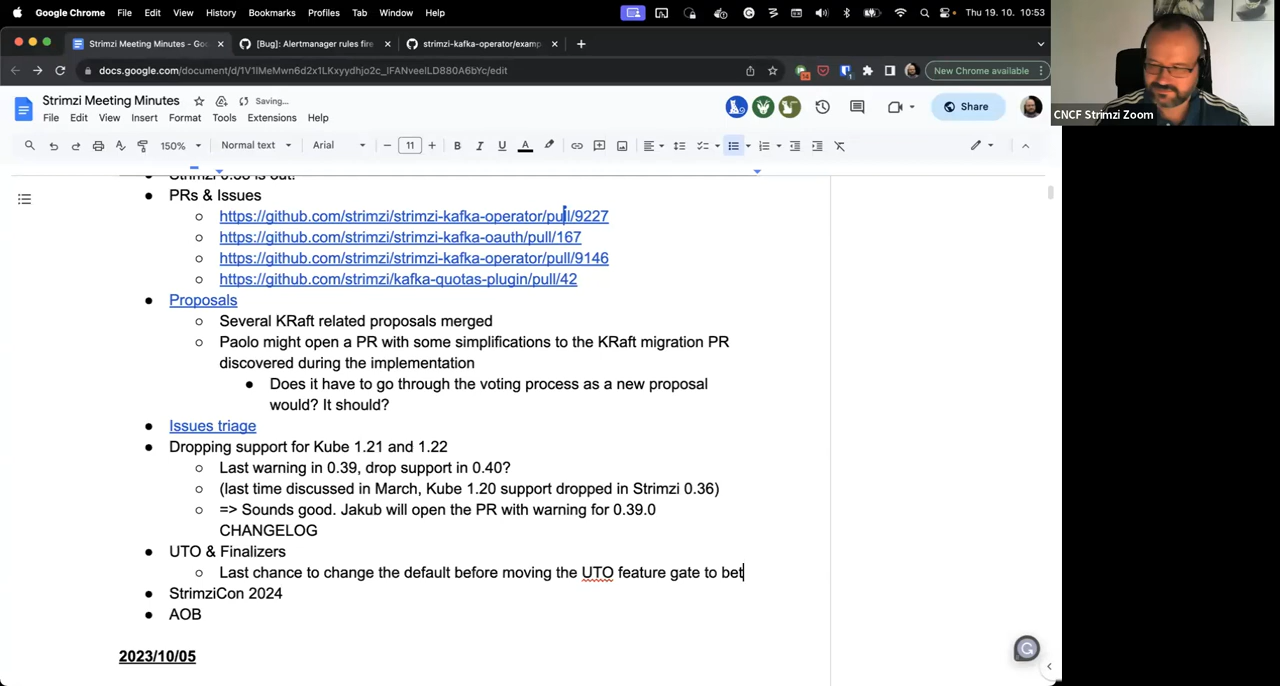 Google Chrome File Edit View History Bookmarks Profiles Tab Window Help Thu 19. 10. 10:53
Strimzi Meeting Minutes - Goo
[Bug]: Alertmanager rules fire
strimzi-kafka-operator/examp
docs.google.com/document/d/1V1lMeMwn6d2x1LKxyydhjo2c_lFANveelLD880A6bYc/edit
New Chrome available
CNCF Strimzi Zoom
Strimzi Meeting Minutes Saving...
Share
File Edit View Insert Format Tools Extensions Help
150% Normal text Arial 11
Strimzi 0.38 is out!
PRs & Issues
https://github.com/strimzi/strimzi-kafka-operator/pull/9227
https://github.com/strimzi/strimzi-kafka-oauth/pull/167
https://github.com/strimzi/strimzi-kafka-operator/pull/9146
https://github.com/strimzi/kafka-quotas-plugin/pull/42
Proposals
Several KRaft related proposals merged
Paolo might open a PR with some simplifications to the KRaft migration PR
discovered during the implementation
Does it have to go through the voting process as a new proposal
would? It should?
Issues triage
Dropping support for Kube 1.21 and 1.22
Last warning in 0.39, drop support in 0.40?
(last time discussed in March, Kube 1.20 support dropped in Strimzi 0.36)
=> Sounds good. Jakub will open the PR with warning for 0.39.0
CHANGELOG
UTO & Finalizers
Last chance to change the default before moving the UTO feature gate to bet
StrimziCon 2024
AOB
2023/10/05